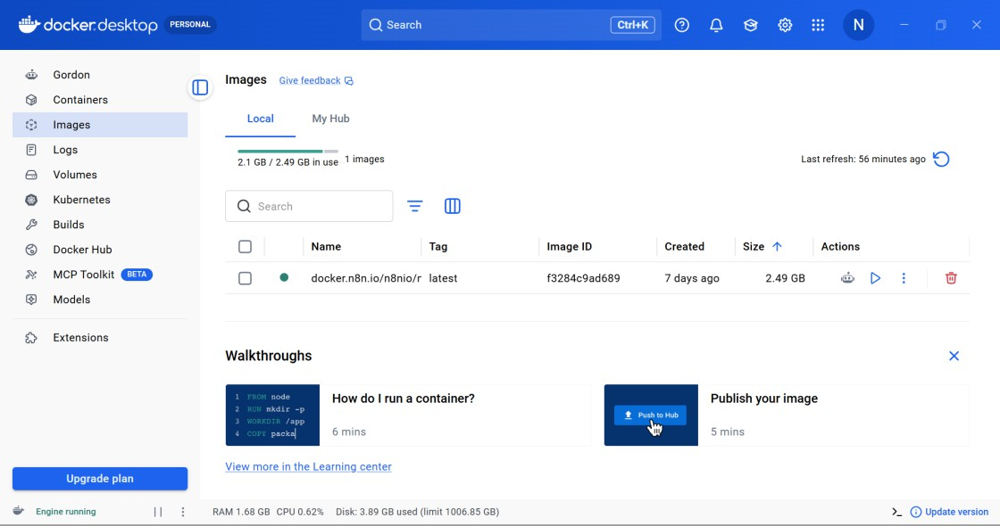 docker.desktop PERSONAL
Search Ctrl+K
N
Gordon
Containers
Images
Logs
Volumes
Kubernetes
Builds
Docker Hub
MCP Toolkit BETA
Models
Extensions
Upgrade plan
Images Give feedback
Local My Hub
2.1 GB / 2.49 GB in use 1 images
Last refresh: 56 minutes ago
Search
Name Tag Image ID Created Size Actions
docker.n8n.io/n8nio/r latest f3284c9ad689 7 days ago 2.49 GB
Walkthroughs
1 FROM node
2 RUN mkdir -p
3 WORKDIR /app
4 COPY packa
How do I run a container?
6 mins
Push to Hub
Publish your image
5 mins
View more in the Learning center
Engine running
RAM 1.68 GB CPU 0.62% Disk: 3.89 GB used (limit 1006.85 GB)
Update version